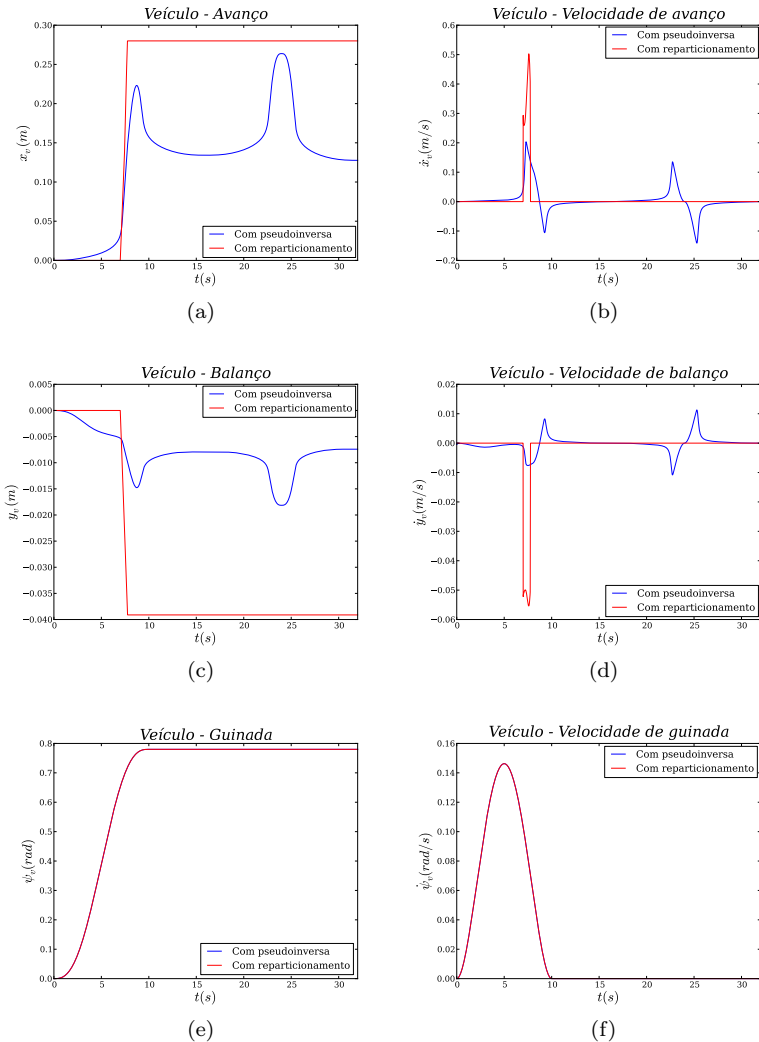 Veículo - Avanço
0.30
0.25
0.20
0.15
0.10
0.05
0.00
x_v(m)
Com pseudoinversa
Com reparticionamento
0 5 10 15 20 25 30
t(s)
(a)
Veículo - Velocidade de avanço
0.6
0.5
0.4
0.3
0.2
0.1
0.0
−0.1
−0.2
ẋ_v(m/s)
Com pseudoinversa
Com reparticionamento
0 5 10 15 20 25 30
t(s)
(b)
Veículo - Balanço
0.005
0.000
−0.005
−0.010
−0.015
−0.020
−0.025
−0.030
−0.035
−0.040
y_v(m)
Com pseudoinversa
Com reparticionamento
0 5 10 15 20 25 30
t(s)
(c)
Veículo - Velocidade de balanço
0.02
0.01
0.00
−0.01
−0.02
−0.03
−0.04
−0.05
−0.06
ẏ_v(m/s)
Com pseudoinversa
Com reparticionamento
0 5 10 15 20 25 30
t(s)
(d)
Veículo - Guinada
0.8
0.7
0.6
0.5
0.4
0.3
0.2
0.1
0.0
ψ_v(rad)
Com pseudoinversa
Com reparticionamento
0 5 10 15 20 25 30
t(s)
(e)
Veículo - Velocidade de guinada
0.16
0.14
0.12
0.10
0.08
0.06
0.04
0.02
0.00
ψ̇_v(rad/s)
Com pseudoinversa
Com reparticionamento
0 5 10 15 20 25 30
t(s)
(f)